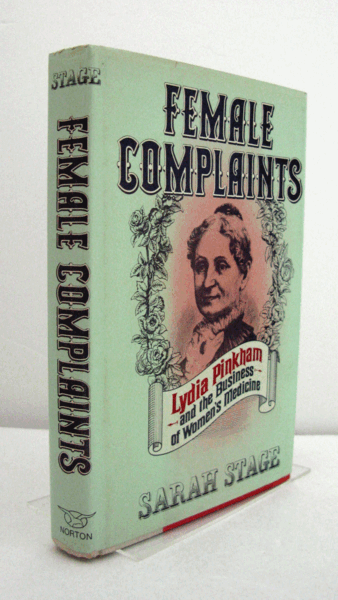 STAGE
FEMALE COMPLAINTS
NORTON
FEMALE
COMPLAINTS
Lydia Pinkham
and the Business
of Women's Medicine
SARAH STAGE